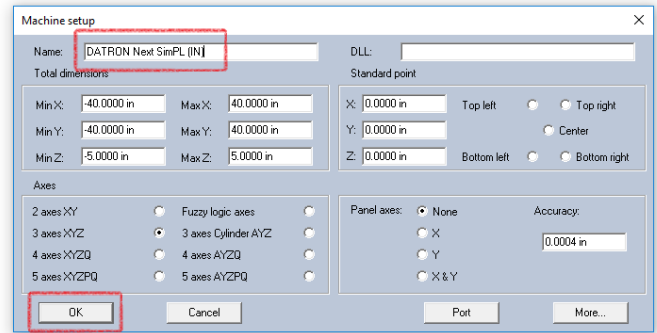 Machine setup
Name: DATRON Next SimPL (IN) DLL:
Total dimensions Standard point
Min X: -40.0000 in Max X: 40.0000 in X: 0.0000 in Top left Top right
Min Y: -40.0000 in Max Y: 40.0000 in Y: 0.0000 in Center
Min Z: -5.0000 in Max Z: 5.0000 in Z: 0.0000 in Bottom left Bottom right
Axes
2 axes XY Fuzzy logic axes Panel axes: None Accuracy:
3 axes XYZ 3 axes Cylinder AYZ X 0.0004 in
4 axes XYZQ 4 axes AYZQ Y
5 axes XYZPQ 5 axes AYZPQ X & Y
OK Cancel Port More...